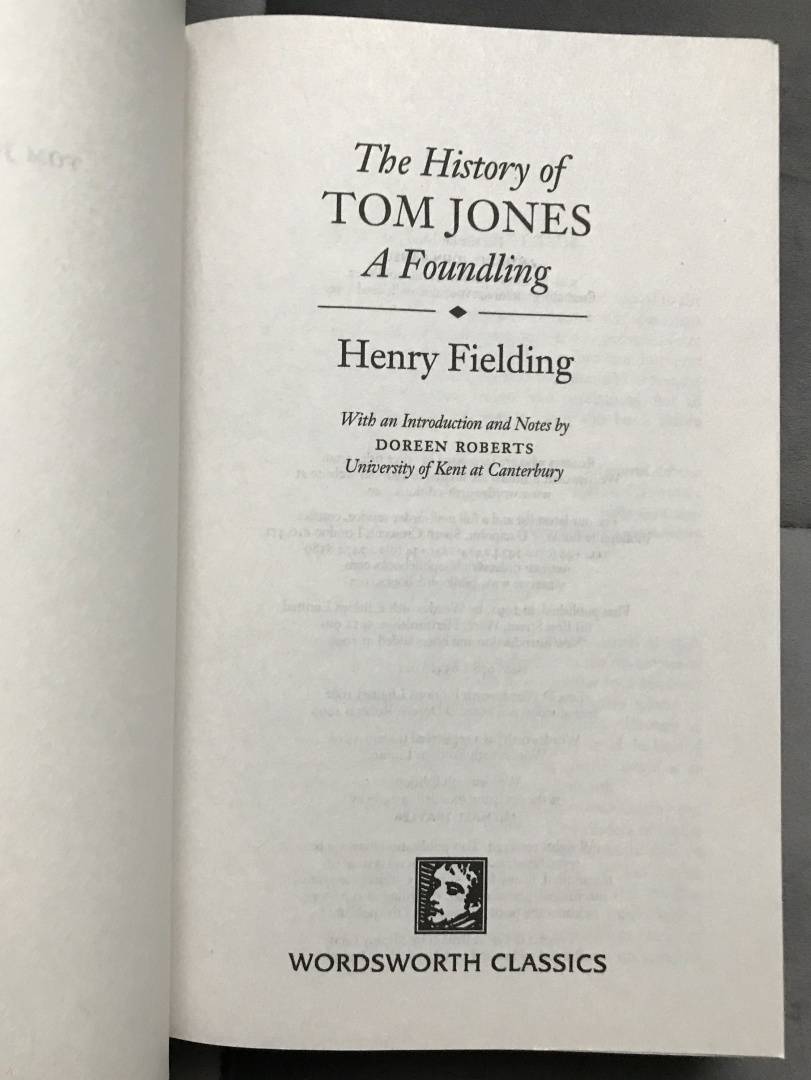 The History of
TOM JONES
A Foundling
Henry Fielding
With an Introduction and Notes by
DOREEN ROBERTS
University of Kent at Canterbury
WORDSWORTH CLASSICS